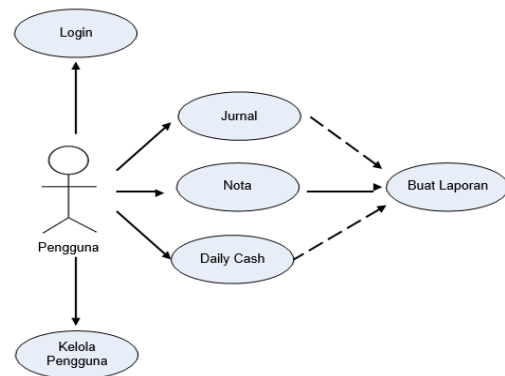 Login
Jurnal
Nota
Buat Laporan
Pengguna
Daily Cash
Kelola
Pengguna